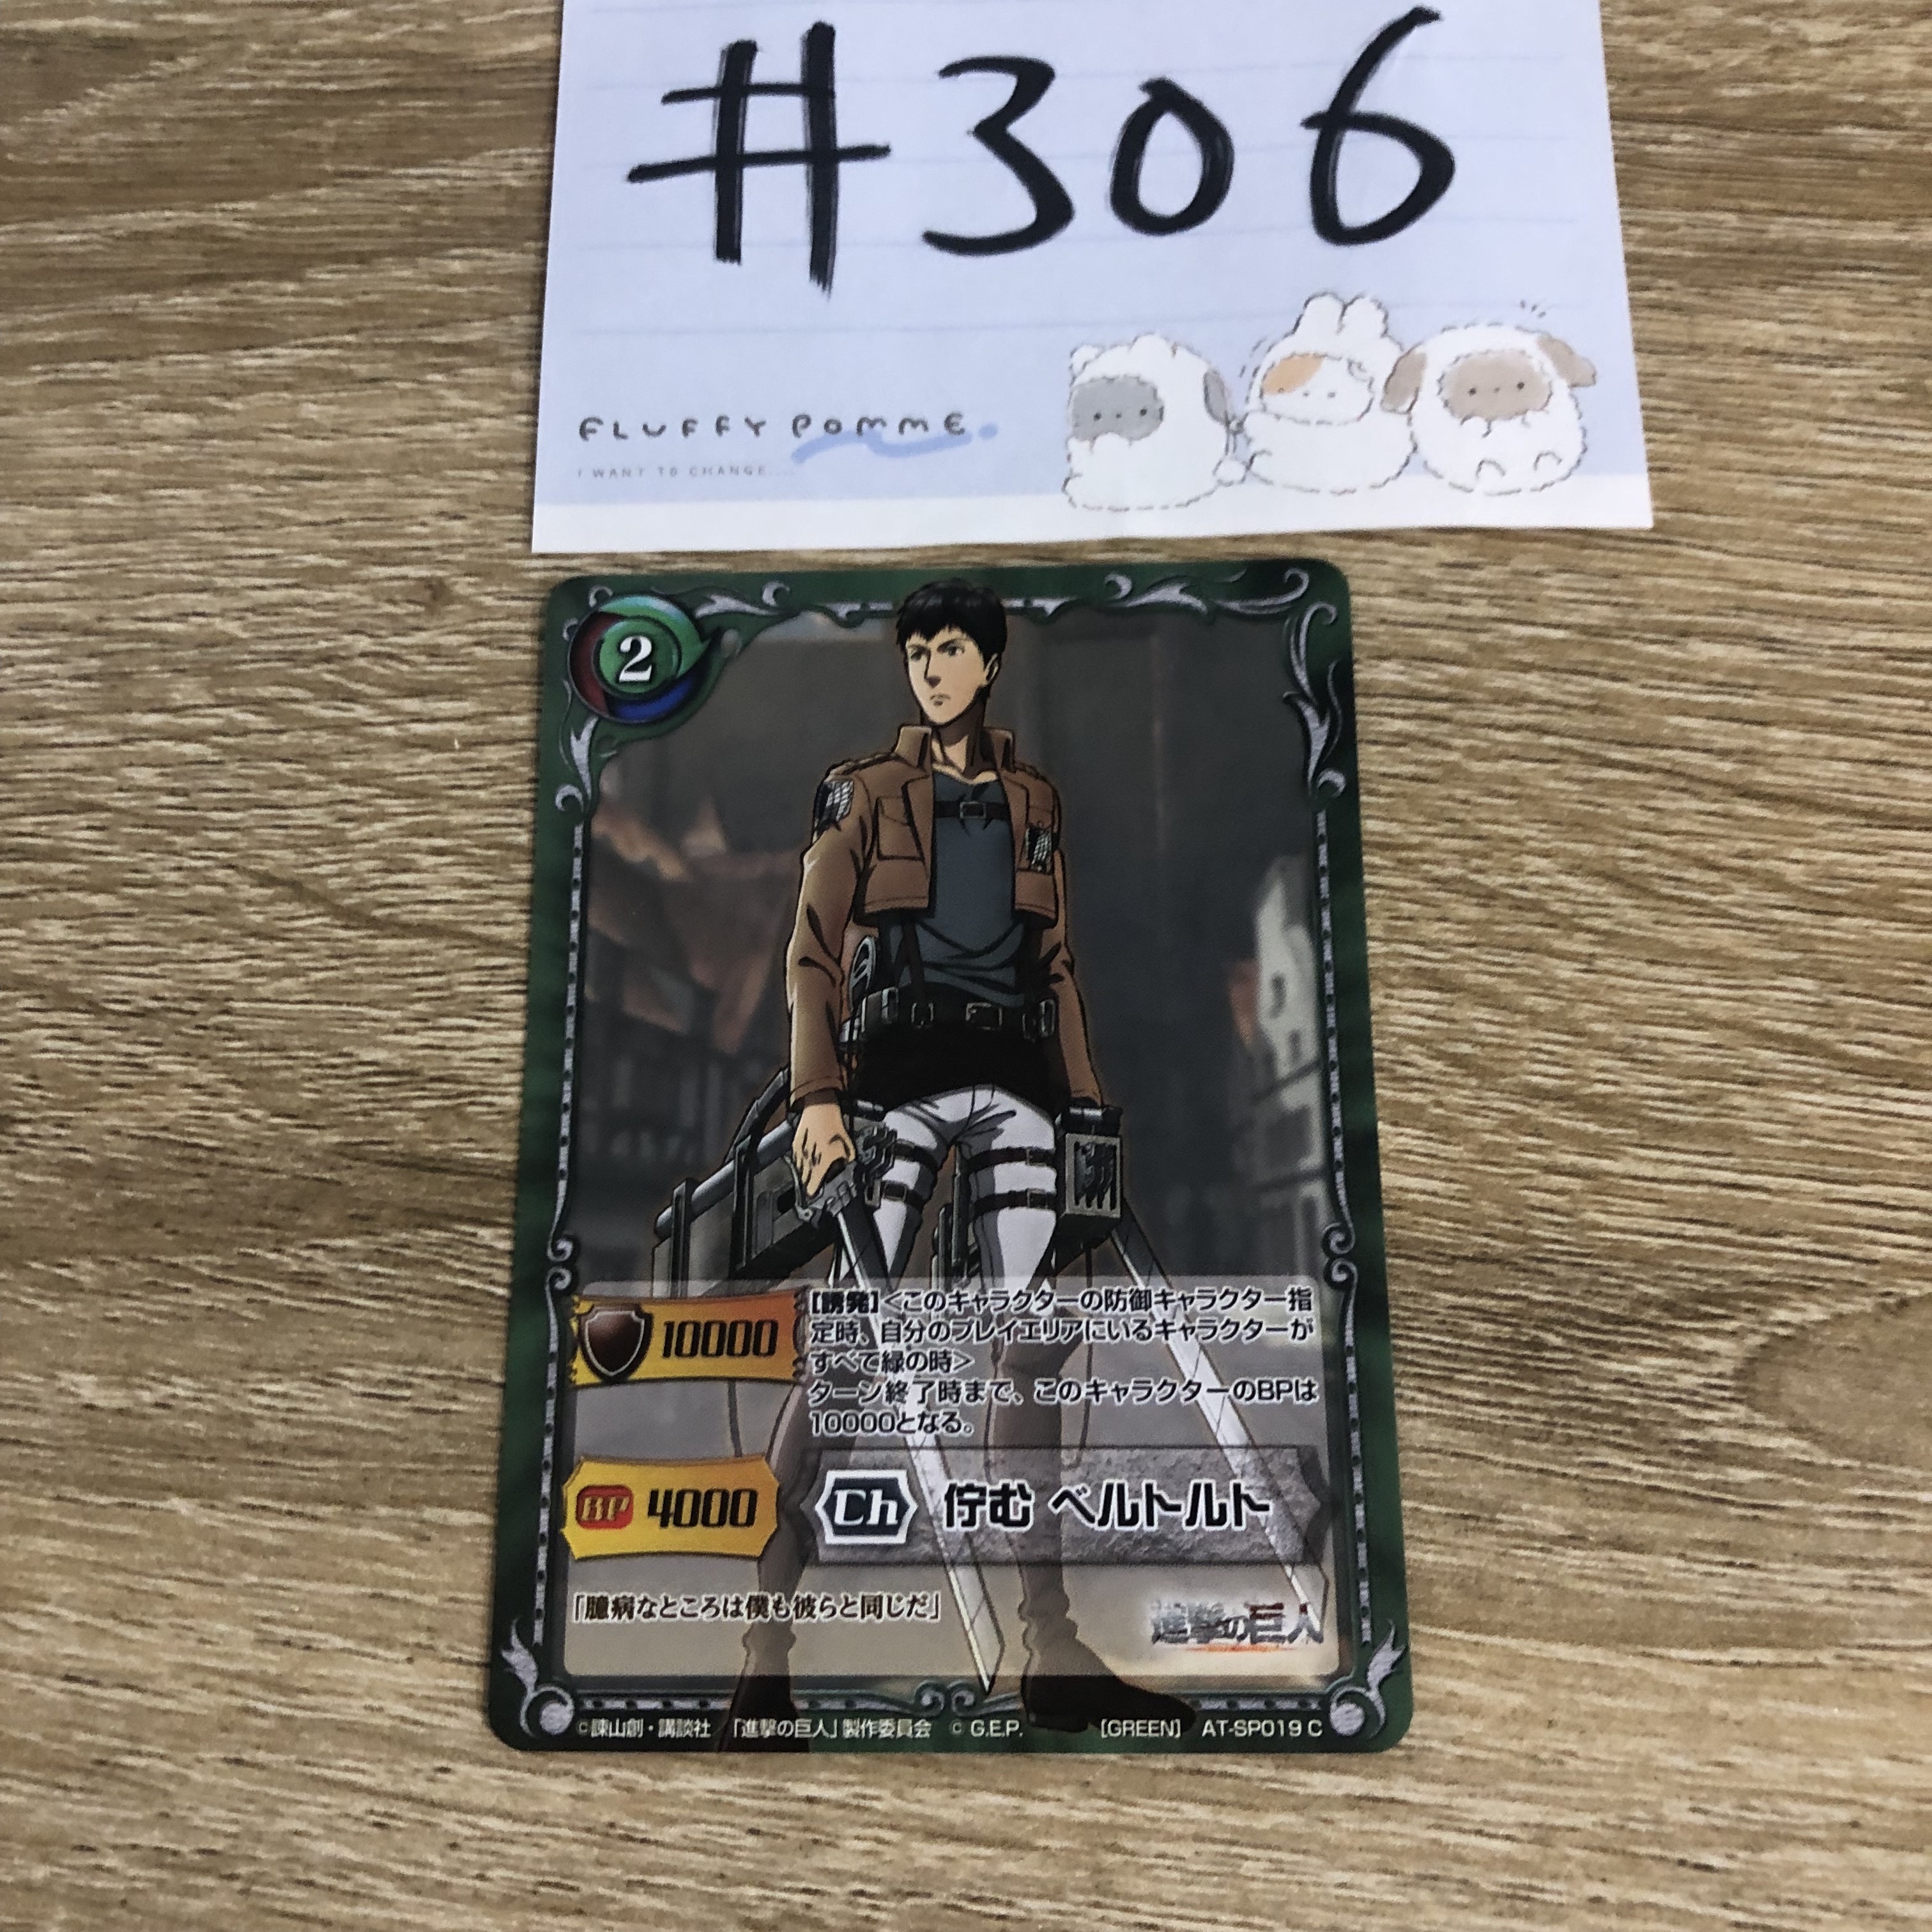 #306
FLUFFY POMME.
I WANT TO CHANGE....
2
10000
[誘発]<このキャラクターの防御キャラクター指
定時、自分のプレイエリアにいるキャラクターが
すべて緑の時>
ターン終了時まで、このキャラクターのBPは
10000となる。
BP 4000
Ch 佇む ベルトルト
「臆病なところは僕も彼らと同じだ」
進撃の巨人
©諫山創・講談社/「進撃の巨人」製作委員会 © G.E.P. [GREEN] AT-SP019 C